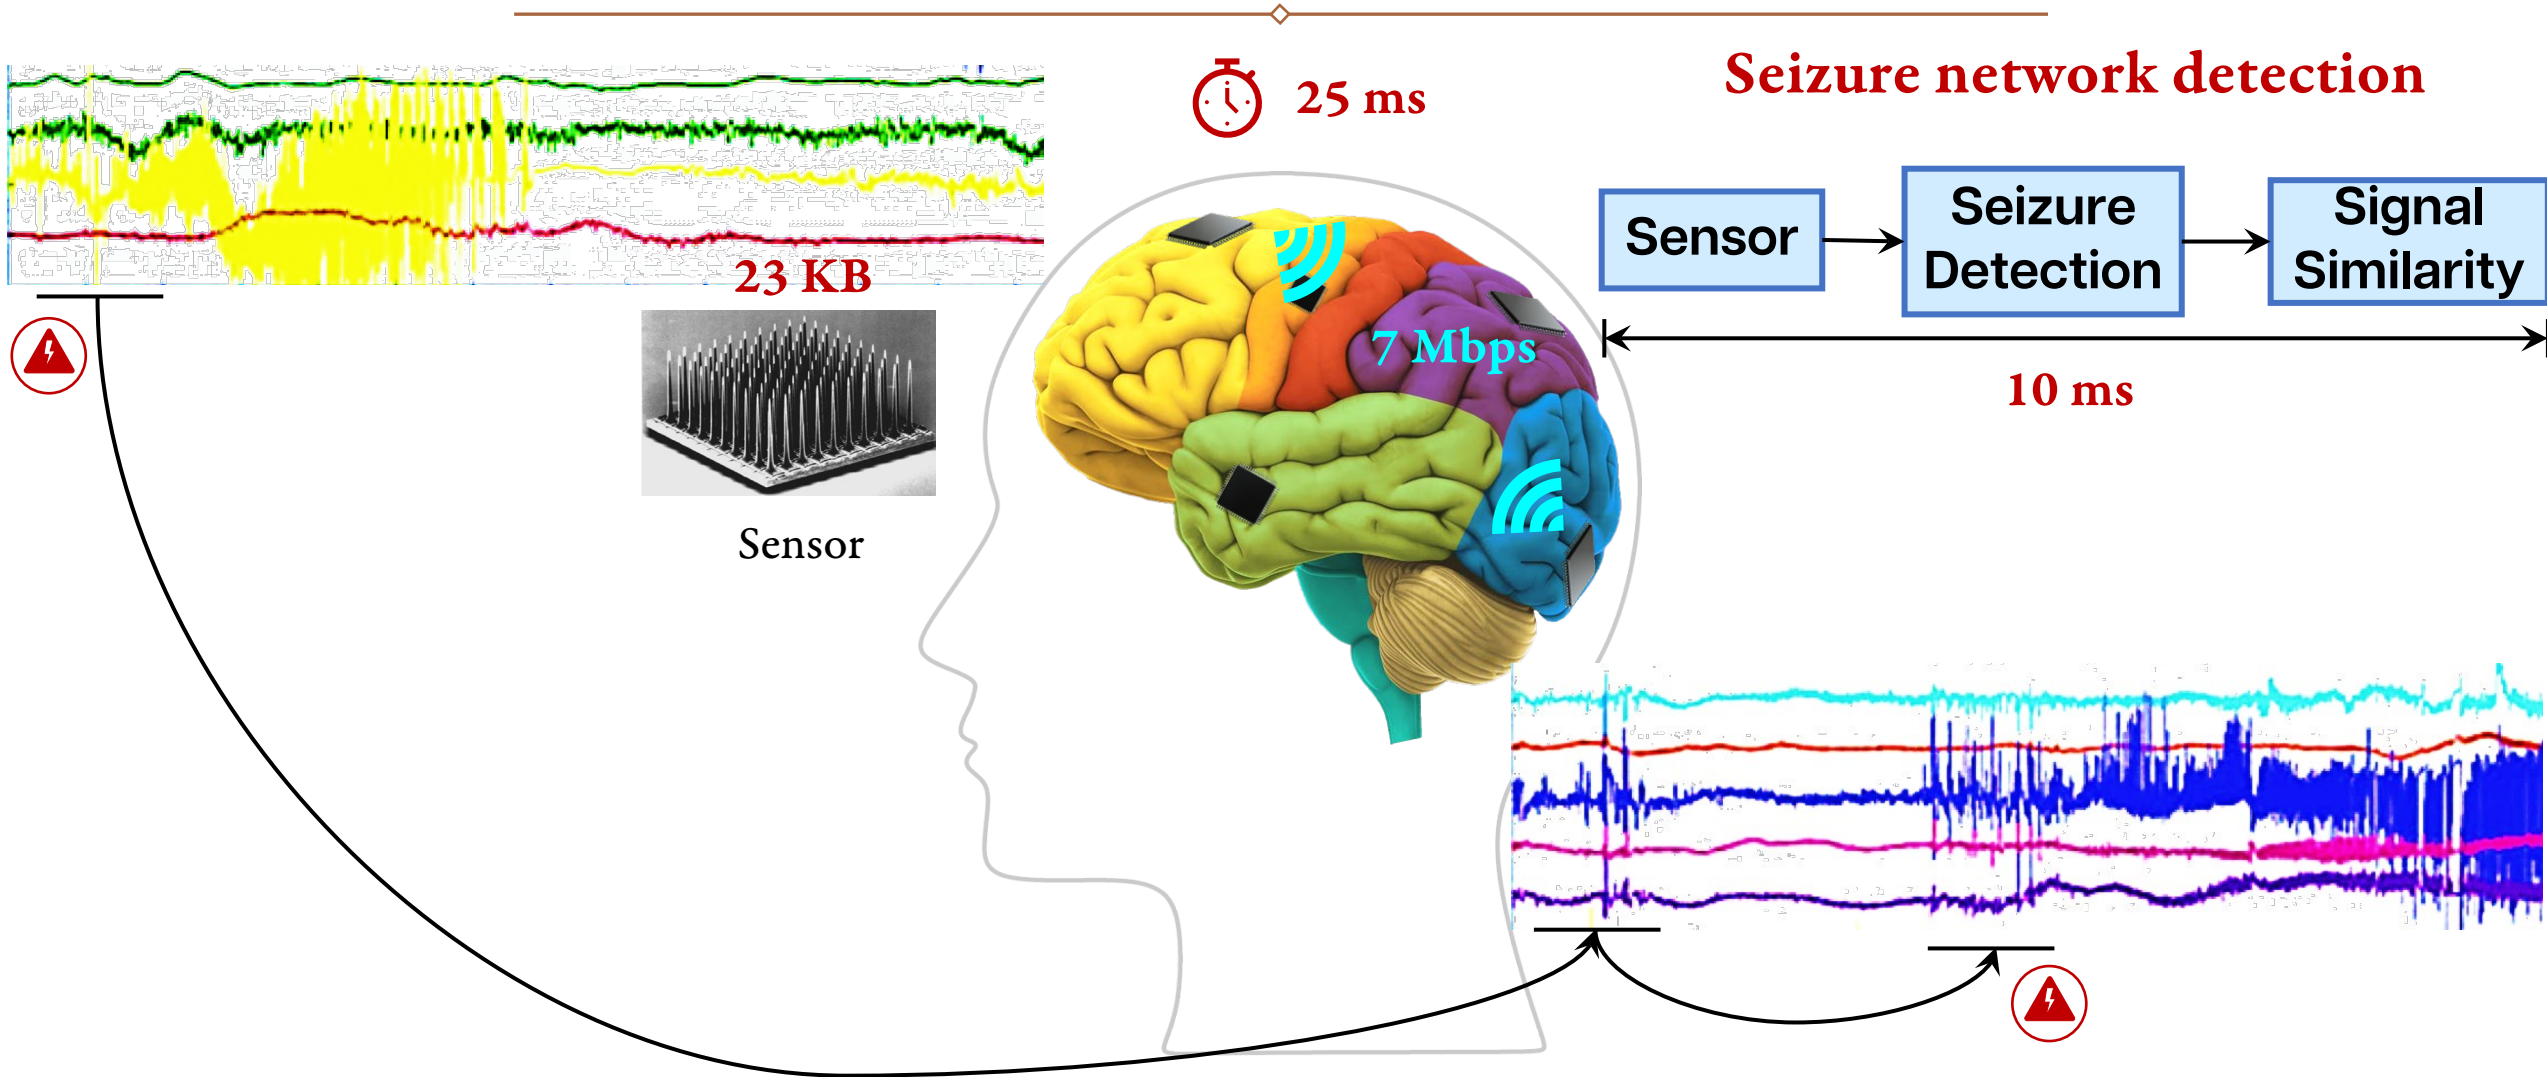 25 ms
Seizure network detection
Sensor
Seizure
Detection
Signal
Similarity
10 ms
23 KB
Sensor
7 Mbps